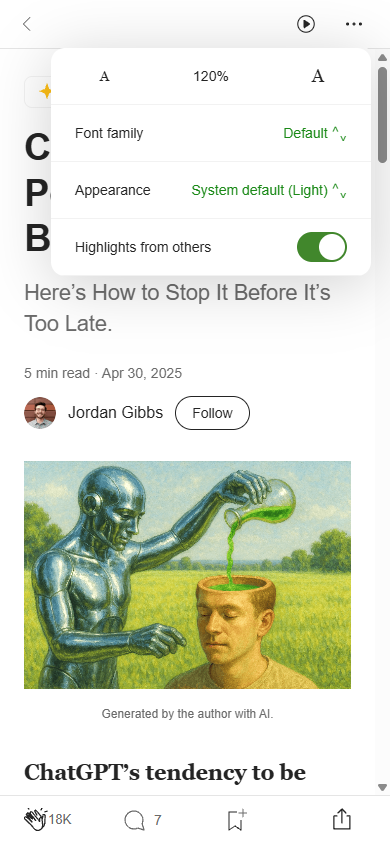 A 120% A
Font family Default
Appearance System default (Light)
Highlights from others
C
P
B
Here’s How to Stop It Before It’s
Too Late.
5 min read · Apr 30, 2025
Jordan Gibbs Follow
Generated by the author with AI.
ChatGPT’s tendency to be
18K 7